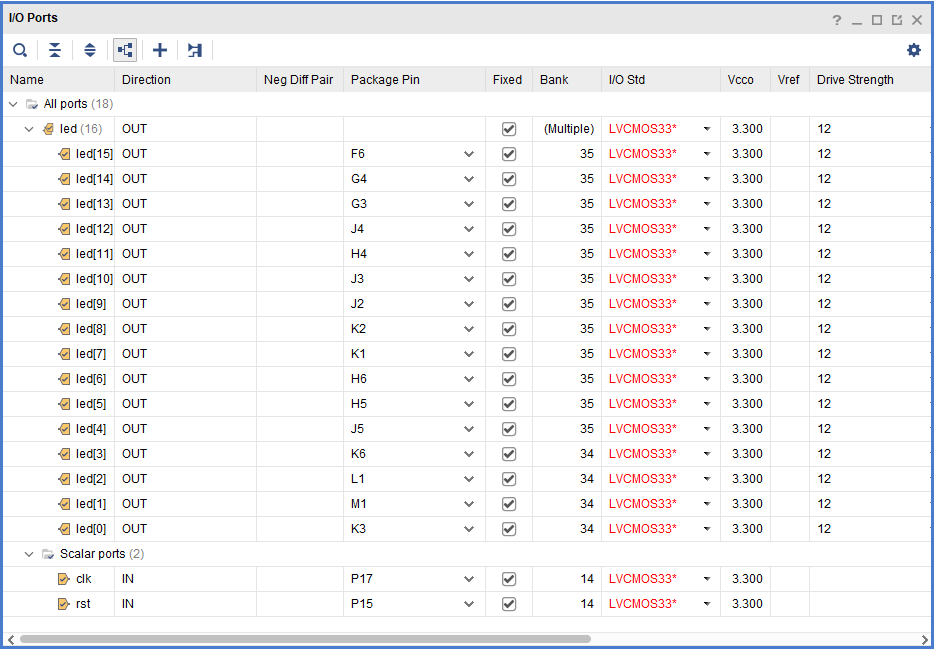 I/O Ports
Name Direction Neg Diff Pair Package Pin Fixed Bank I/O Std Vcco Vref Drive Strength
All ports (18)
led (16) OUT (Multiple) LVCMOS33* 3.300 12
led[15] OUT F6 35 LVCMOS33* 3.300 12
led[14] OUT G4 35 LVCMOS33* 3.300 12
led[13] OUT G3 35 LVCMOS33* 3.300 12
led[12] OUT J4 35 LVCMOS33* 3.300 12
led[11] OUT H4 35 LVCMOS33* 3.300 12
led[10] OUT J3 35 LVCMOS33* 3.300 12
led[9] OUT J2 35 LVCMOS33* 3.300 12
led[8] OUT K2 35 LVCMOS33* 3.300 12
led[7] OUT K1 35 LVCMOS33* 3.300 12
led[6] OUT H6 35 LVCMOS33* 3.300 12
led[5] OUT H5 35 LVCMOS33* 3.300 12
led[4] OUT J5 35 LVCMOS33* 3.300 12
led[3] OUT K6 34 LVCMOS33* 3.300 12
led[2] OUT L1 34 LVCMOS33* 3.300 12
led[1] OUT M1 34 LVCMOS33* 3.300 12
led[0] OUT K3 34 LVCMOS33* 3.300 12
Scalar ports (2)
clk IN P17 14 LVCMOS33* 3.300
rst IN P15 14 LVCMOS33* 3.300